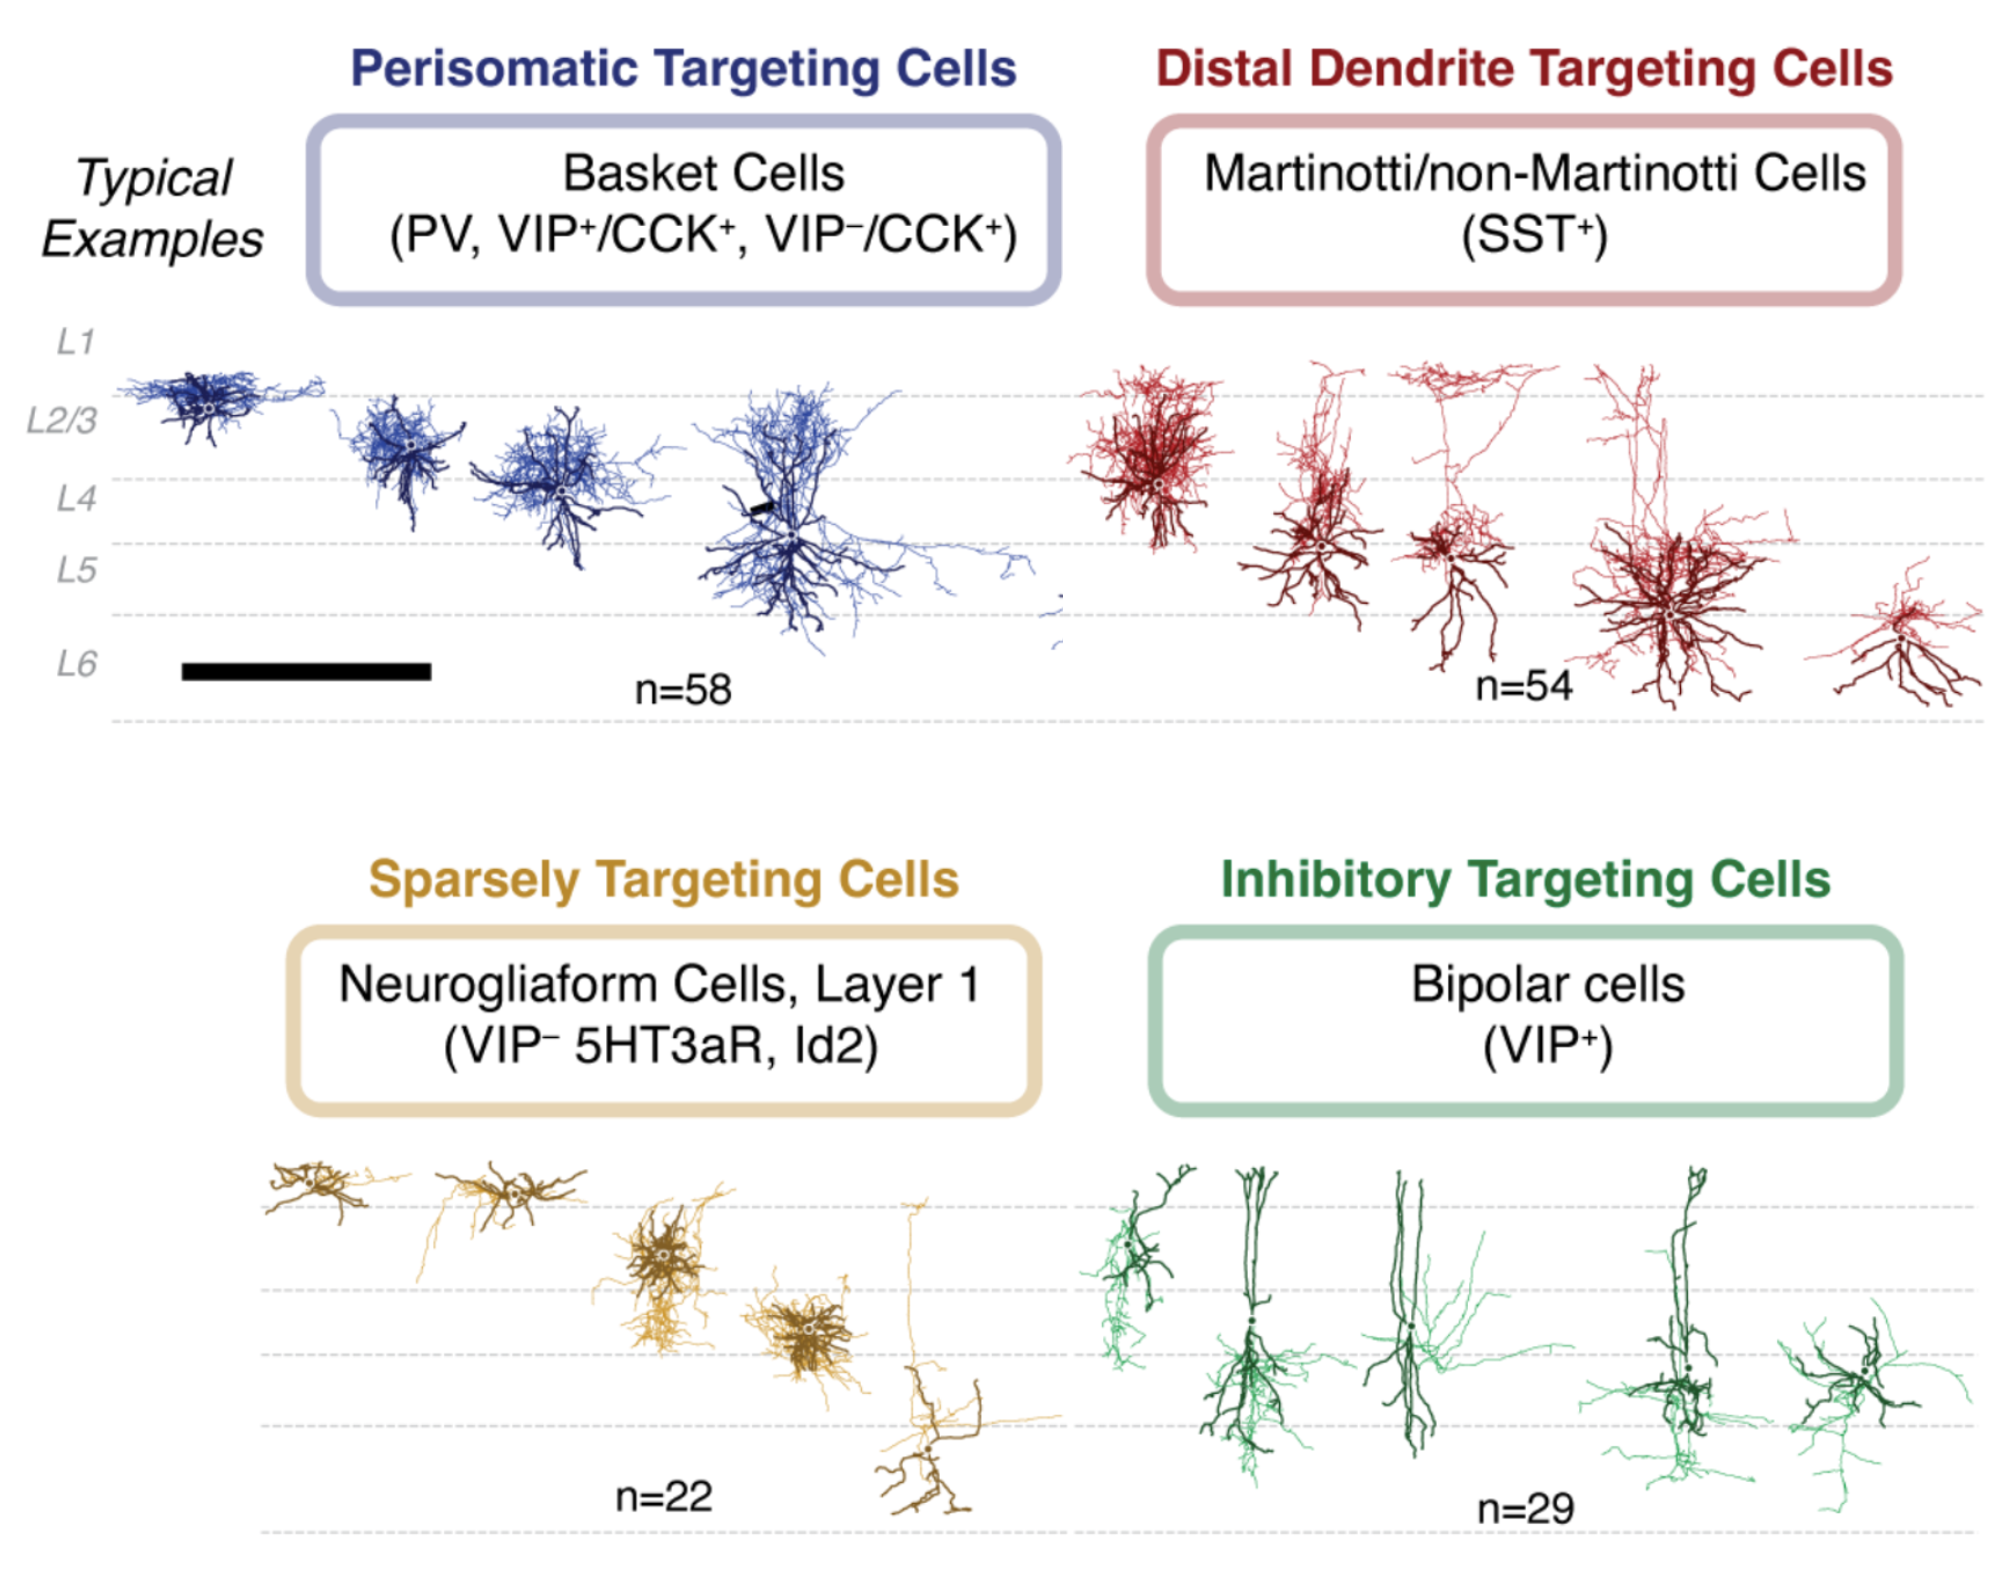 Perisomatic Targeting Cells
Distal Dendrite Targeting Cells
Typical
Examples
Basket Cells
(PV, VIP⁺/CCK⁺, VIP⁻/CCK⁺)
Martinotti/non-Martinotti Cells
(SST⁺)
L1
L2/3
L4
L5
L6
n=58
n=54
Sparsely Targeting Cells
Inhibitory Targeting Cells
Neurogliaform Cells, Layer 1
(VIP⁻ 5HT3aR, Id2)
Bipolar cells
(VIP⁺)
n=22
n=29